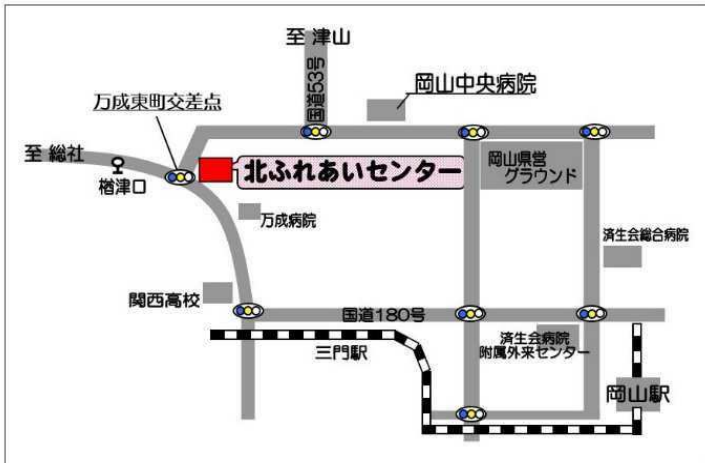 至 津山
国道53号
岡山中央病院
万成東町交差点
至 総社
楢津口
北ふれあいセンター
岡山県営
グラウンド
万成病院
済生会総合病院
関西高校
国道180号
三門駅
済生会病院
附属外来センター
岡山駅